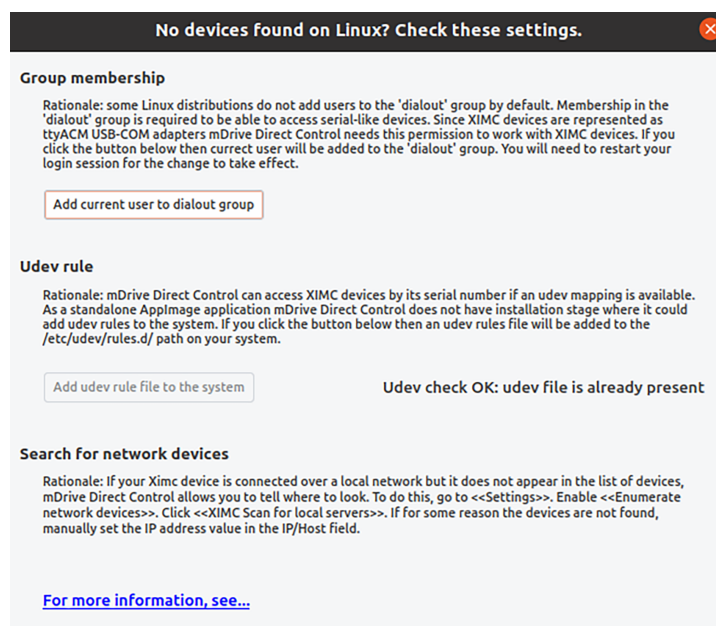 No devices found on Linux? Check these settings.
Group membership
Rationale: some Linux distributions do not add users to the 'dialout' group by default. Membership in the
'dialout' group is required to be able to access serial-like devices. Since XIMC devices are represented as
ttyACM USB-COM adapters mDrive Direct Control needs this permission to work with XIMC devices. If you
click the button below then currect user will be added to the 'dialout' group. You will need to restart your
login session for the change to take effect.
Add current user to dialout group
Udev rule
Rationale: mDrive Direct Control can access XIMC devices by its serial number if an udev mapping is available.
As a standalone AppImage application mDrive Direct Control does not have installation stage where it could
add udev rules to the system. If you click the button below then an udev rules file will be added to the
/etc/udev/rules.d/ path on your system.
Add udev rule file to the system
Udev check OK: udev file is already present
Search for network devices
Rationale: If your Ximc device is connected over a local network but it does not appear in the list of devices,
mDrive Direct Control allows you to tell where to look. To do this, go to <<Settings>>. Enable <<Enumerate
network devices>>. Click <<XIMC Scan for local servers>>. If for some reason the devices are not found,
manually set the IP address value in the IP/Host field.
For more information, see...